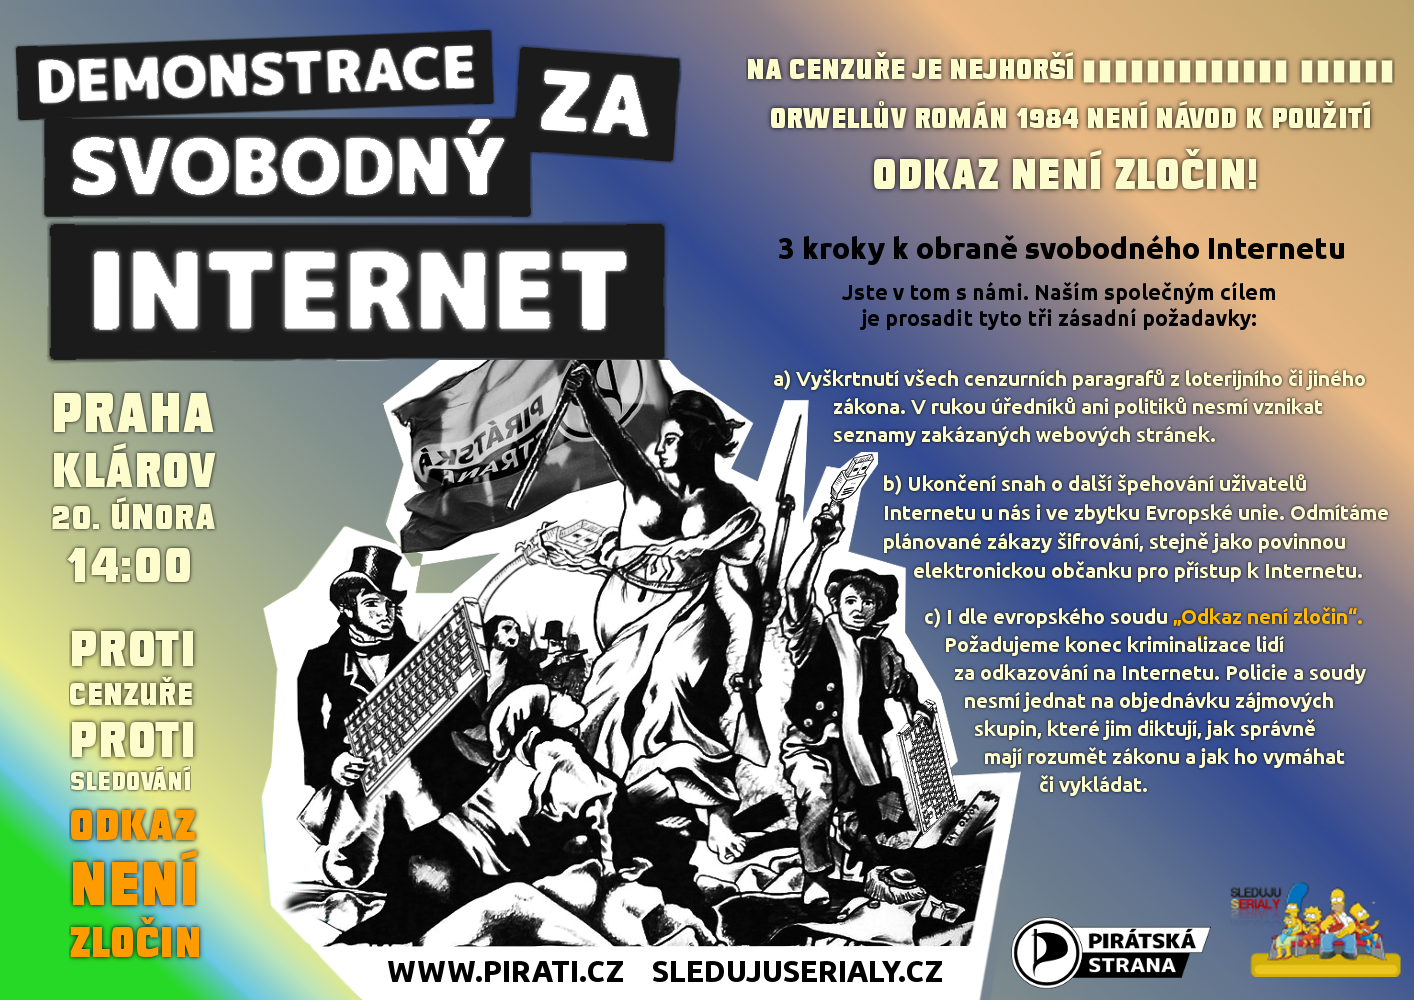 DEMONSTRACE ZA
SVOBODNÝ
INTERNET
PRAHA
KLÁROV
20. ÚNORA
14:00
PROTI
CENZUŘE
PROTI
SLEDOVÁNÍ
ODKAZ
NENÍ
ZLOČIN
NA CENZUŘE JE NEJHORŠÍ ▮▮▮▮▮▮▮▮▮▮▮▮▮ ▮▮▮▮▮▮
ORWELLŮV ROMÁN 1984 NENÍ NÁVOD K POUŽITÍ
ODKAZ NENÍ ZLOČIN!
3 kroky k obraně svobodného Internetu
Jste v tom s námi. Naším společným cílem
je prosadit tyto tři zásadní požadavky:
a) Vyškrtnutí všech cenzurních paragrafů z loterijního či jiného
zákona. V rukou úředníků ani politiků nesmí vznikat
seznamy zakázaných webových stránek.
b) Ukončení snah o další špehování uživatelů
Internetu u nás i ve zbytku Evropské unie. Odmítáme
plánované zákazy šifrování, stejně jako povinnou
elektronickou občanku pro přístup k Internetu.
c) I dle evropského soudu „Odkaz není zločin“.
Požadujeme konec kriminalizace lidí
za odkazování na Internetu. Policie a soudy
nesmí jednat na objednávku zájmových
skupin, které jim diktují, jak správně
mají rozumět zákonu a jak ho vymáhat
či vykládat.
PIRÁTSKÁ
STRANA
WWW.PIRATI.CZ SLEDUJUSERIALY.CZ
PIRÁTSKÁ
STRANA
SLEDUJU
SERIALY